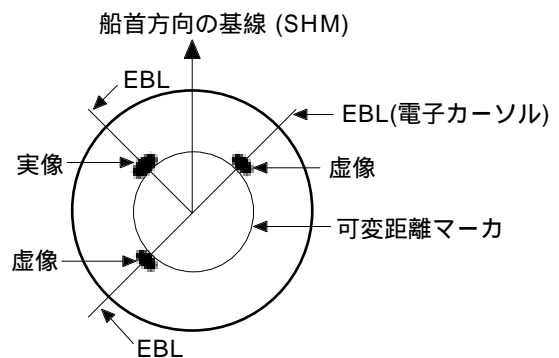 船首方向の基線 (SHM)
EBL
EBL(電子カーソル)
実像
虚像
可変距離マーカ
虚像
EBL